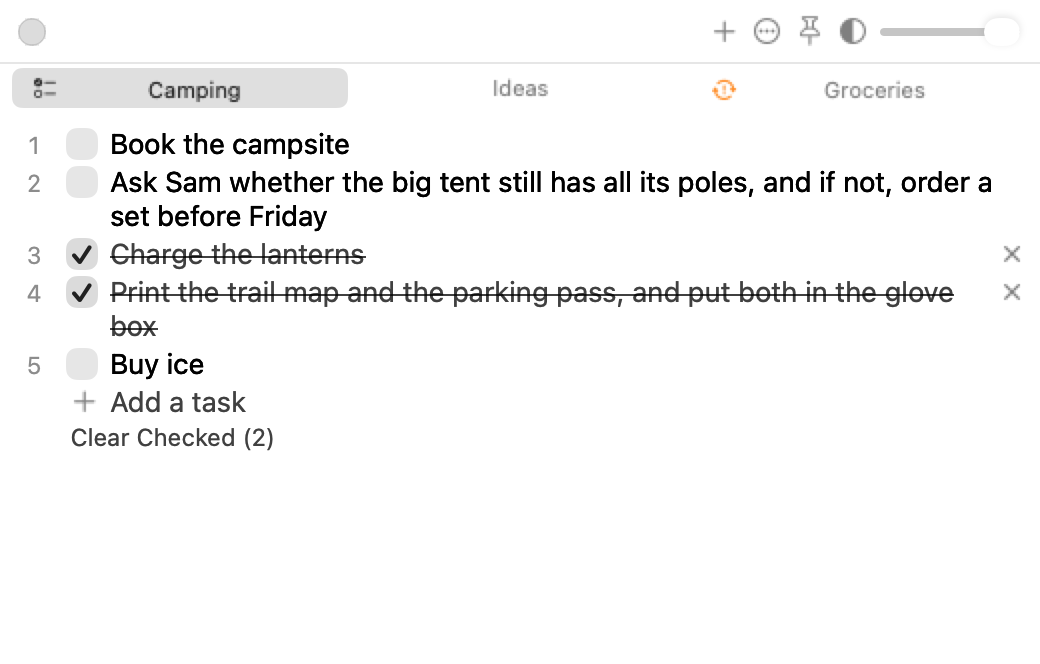 Camping Ideas Groceries
1 Book the campsite
2 Ask Sam whether the big tent still has all its poles, and if not, order a
set before Friday
3 Charge the lanterns
4 Print the trail map and the parking pass, and put both in the glove
box
5 Buy ice
+ Add a task
Clear Checked (2)